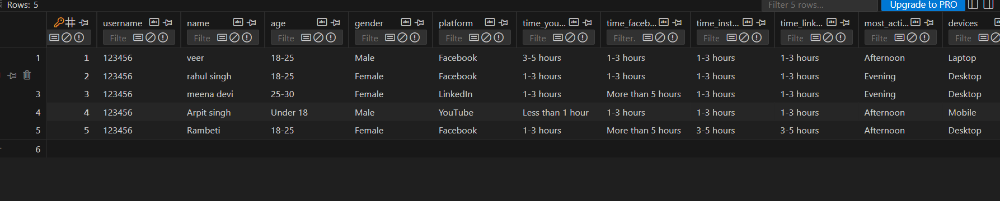 Rows: 5 Filter 5 rows... Upgrade to PRO
username name age gender platform time_you... time_faceb... time_inst... time_link... most_acti... devices
Filte Filte Filte Filte Filte Filte Filter. Filte Filte Filte Filte
1 1 123456 veer 18-25 Male Facebook 3-5 hours 1-3 hours 1-3 hours 1-3 hours Afternoon Laptop
2 123456 rahul singh 18-25 Female Facebook 1-3 hours 1-3 hours 1-3 hours 1-3 hours Evening Desktop
3 3 123456 meena devi 25-30 Female LinkedIn 1-3 hours More than 5 hours 1-3 hours 1-3 hours Evening Desktop
4 4 123456 Arpit singh Under 18 Male YouTube Less than 1 hour 1-3 hours 1-3 hours 1-3 hours Afternoon Mobile
5 5 123456 Rambeti 18-25 Female Facebook 1-3 hours More than 5 hours 3-5 hours 3-5 hours Afternoon Desktop
6